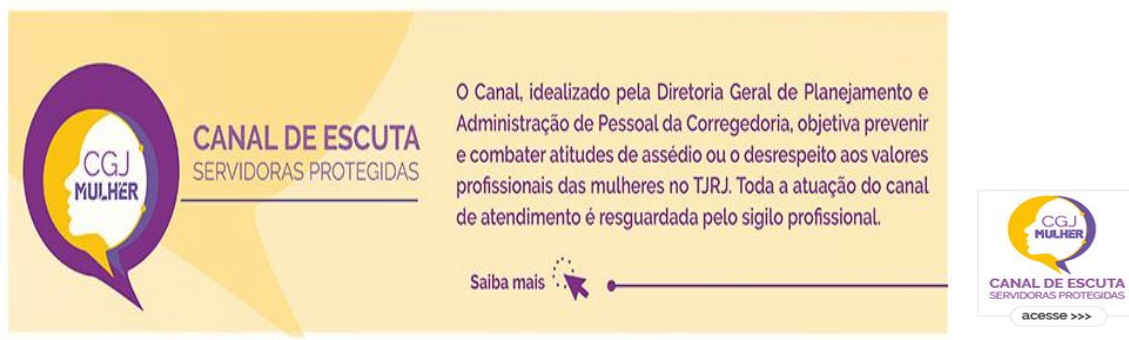 CGJ
MULHER
CANAL DE ESCUTA
SERVIDORAS PROTEGIDAS
O Canal, idealizado pela Diretoria Geral de Planejamento e
Administração de Pessoal da Corregedoria, objetiva prevenir
e combater atitudes de assédio ou o desrespeito aos valores
profissionais das mulheres no TJRJ. Toda a atuação do canal
de atendimento é resguardada pelo sigilo profissional.
Saiba mais
CGJ
MULHER
CANAL DE ESCUTA
SERVIDORAS PROTEGIDAS
acesse >>>